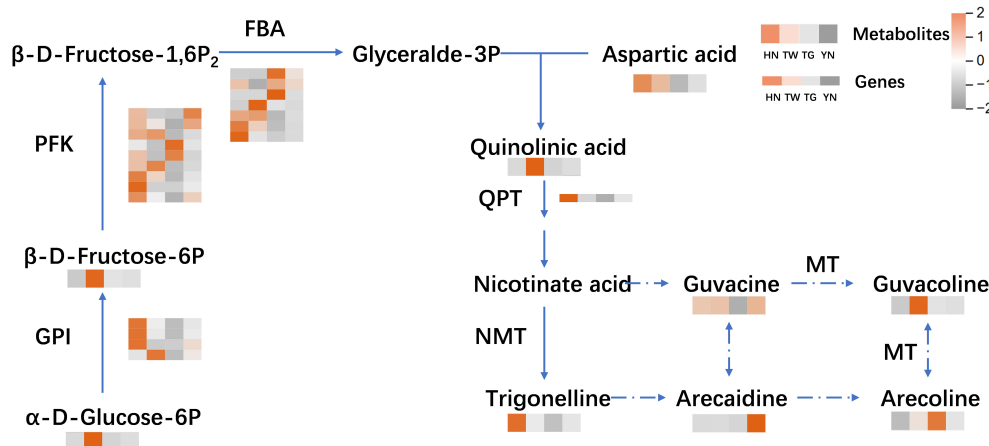 FBA
β-D-Fructose-1,6P₂
Glyceralde-3P
Aspartic acid
2
1
0
−1
−2
Metabolites
HN TW TG YN
Genes
HN TW TG YN
PFK
Quinolinic acid
QPT
β-D-Fructose-6P
Nicotinate acid
Guvacine
MT
Guvacoline
GPI
NMT
MT
Trigonelline
Arecaidine
Arecoline
α-D-Glucose-6P